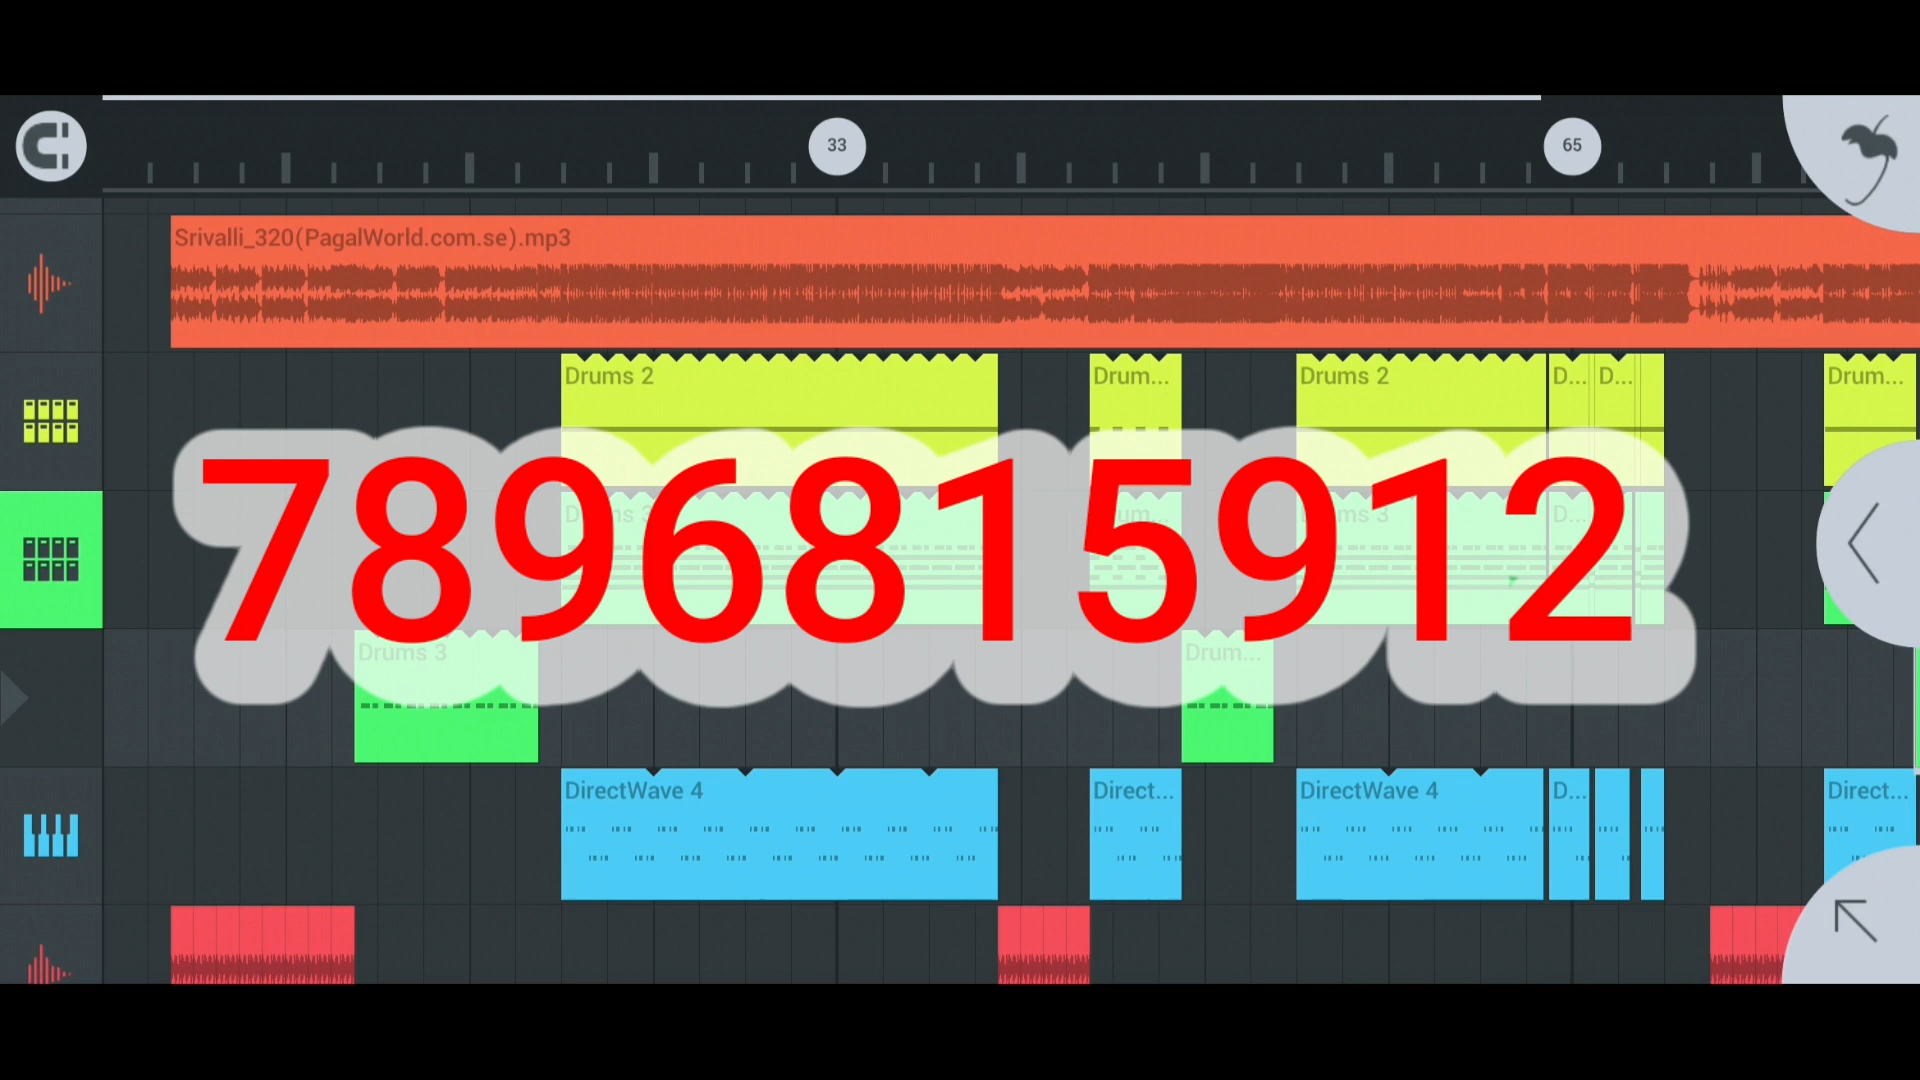 33
65
Srivalli_320(PagalWorld.com.se).mp3
Drums 2
Drum...
Drums 2
D...
D...
Drum...
7896815912
Drums 3
Drum...
DirectWave 4
Direct...
DirectWave 4
D...
Direct...